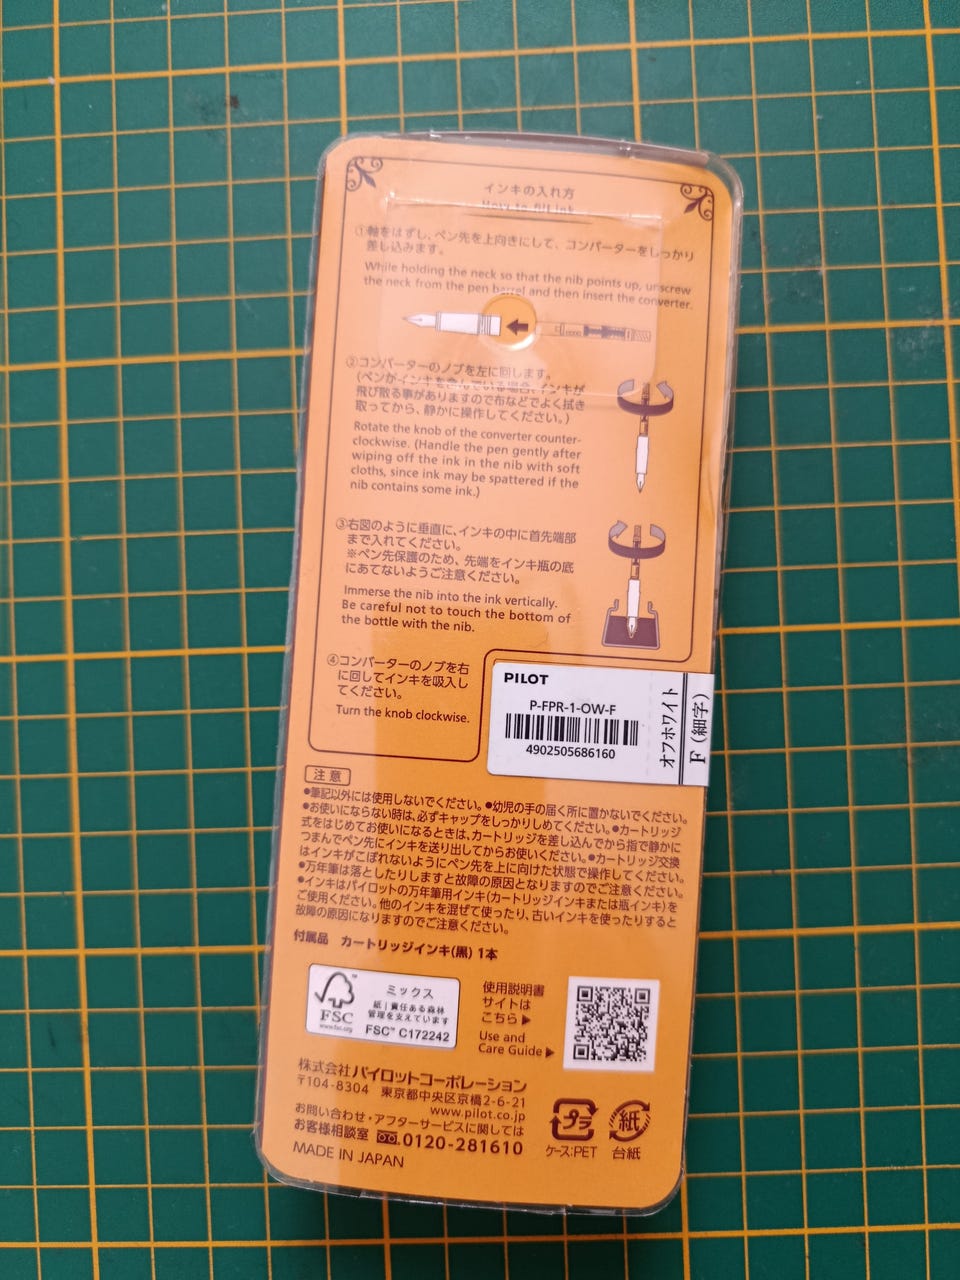 インキの入れ方
How to fill ink
①軸をはずし、ペン先を上向きにして、コンバーターをしっかり
差し込みます。
While holding the neck so that the nib points up, unscrew
the neck from the pen barrel and then insert the converter.
②コンバーターのノブを左に回します。
(ペンがインキを含んでいる場合、インキが
飛び散る事がありますので布などでよく拭き
取ってから、静かに操作してください。)
Rotate the knob of the converter counter-
clockwise. (Handle the pen gently after
wiping off the ink in the nib with soft
cloths, since ink may be spattered if the
nib contains some ink.)
③右図のように垂直に、インキの中に首先端部
まで入れてください。
※ペン先保護のため、先端をインキ瓶の底
にあてないようご注意ください。
Immerse the nib into the ink vertically.
Be careful not to touch the bottom of
the bottle with the nib.
④コンバーターのノブを右
に回してインキを吸入し
てください。
Turn the knob clockwise.
PILOT
P-FPR-1-OW-F
4902505686160
オフホワイト
F(細字)
注意
●筆記以外には使用しないでください。●幼児の手の届く所に置かないでください。
●お使いにならない時は、必ずキャップをしっかりしめてください。●カートリッジ
式をはじめてお使いになるときは、カートリッジを差し込んでから指で静かに
つまんでペン先にインキを送り出してからお使いください。●カートリッジ交換
はインキがこぼれないようにペン先を上に向けた状態で操作してください。
●万年筆は落としたりしますと故障の原因となりますのでご注意ください。
●インキはパイロットの万年筆用インキ(カートリッジインキまたは瓶インキ)を
ご使用ください。他のインキを混ぜて使ったり、古いインキを使ったりすると
故障の原因になりますのでご注意ください。
付属品 カートリッジインキ(黒) 1本
FSC
www.fsc.org
ミックス
紙|責任ある森林
管理を支えています
FSC™ C172242
使用説明書
サイトは
こちら▶
Use and
Care Guide▶
株式会社パイロットコーポレーション
〒104-8304 東京都中央区京橋2-6-21
www.pilot.co.jp
お問い合わせ・アフターサービスに関しては
お客様相談室 0120-281610
MADE IN JAPAN
プラ
ケース:PET
紙
台紙